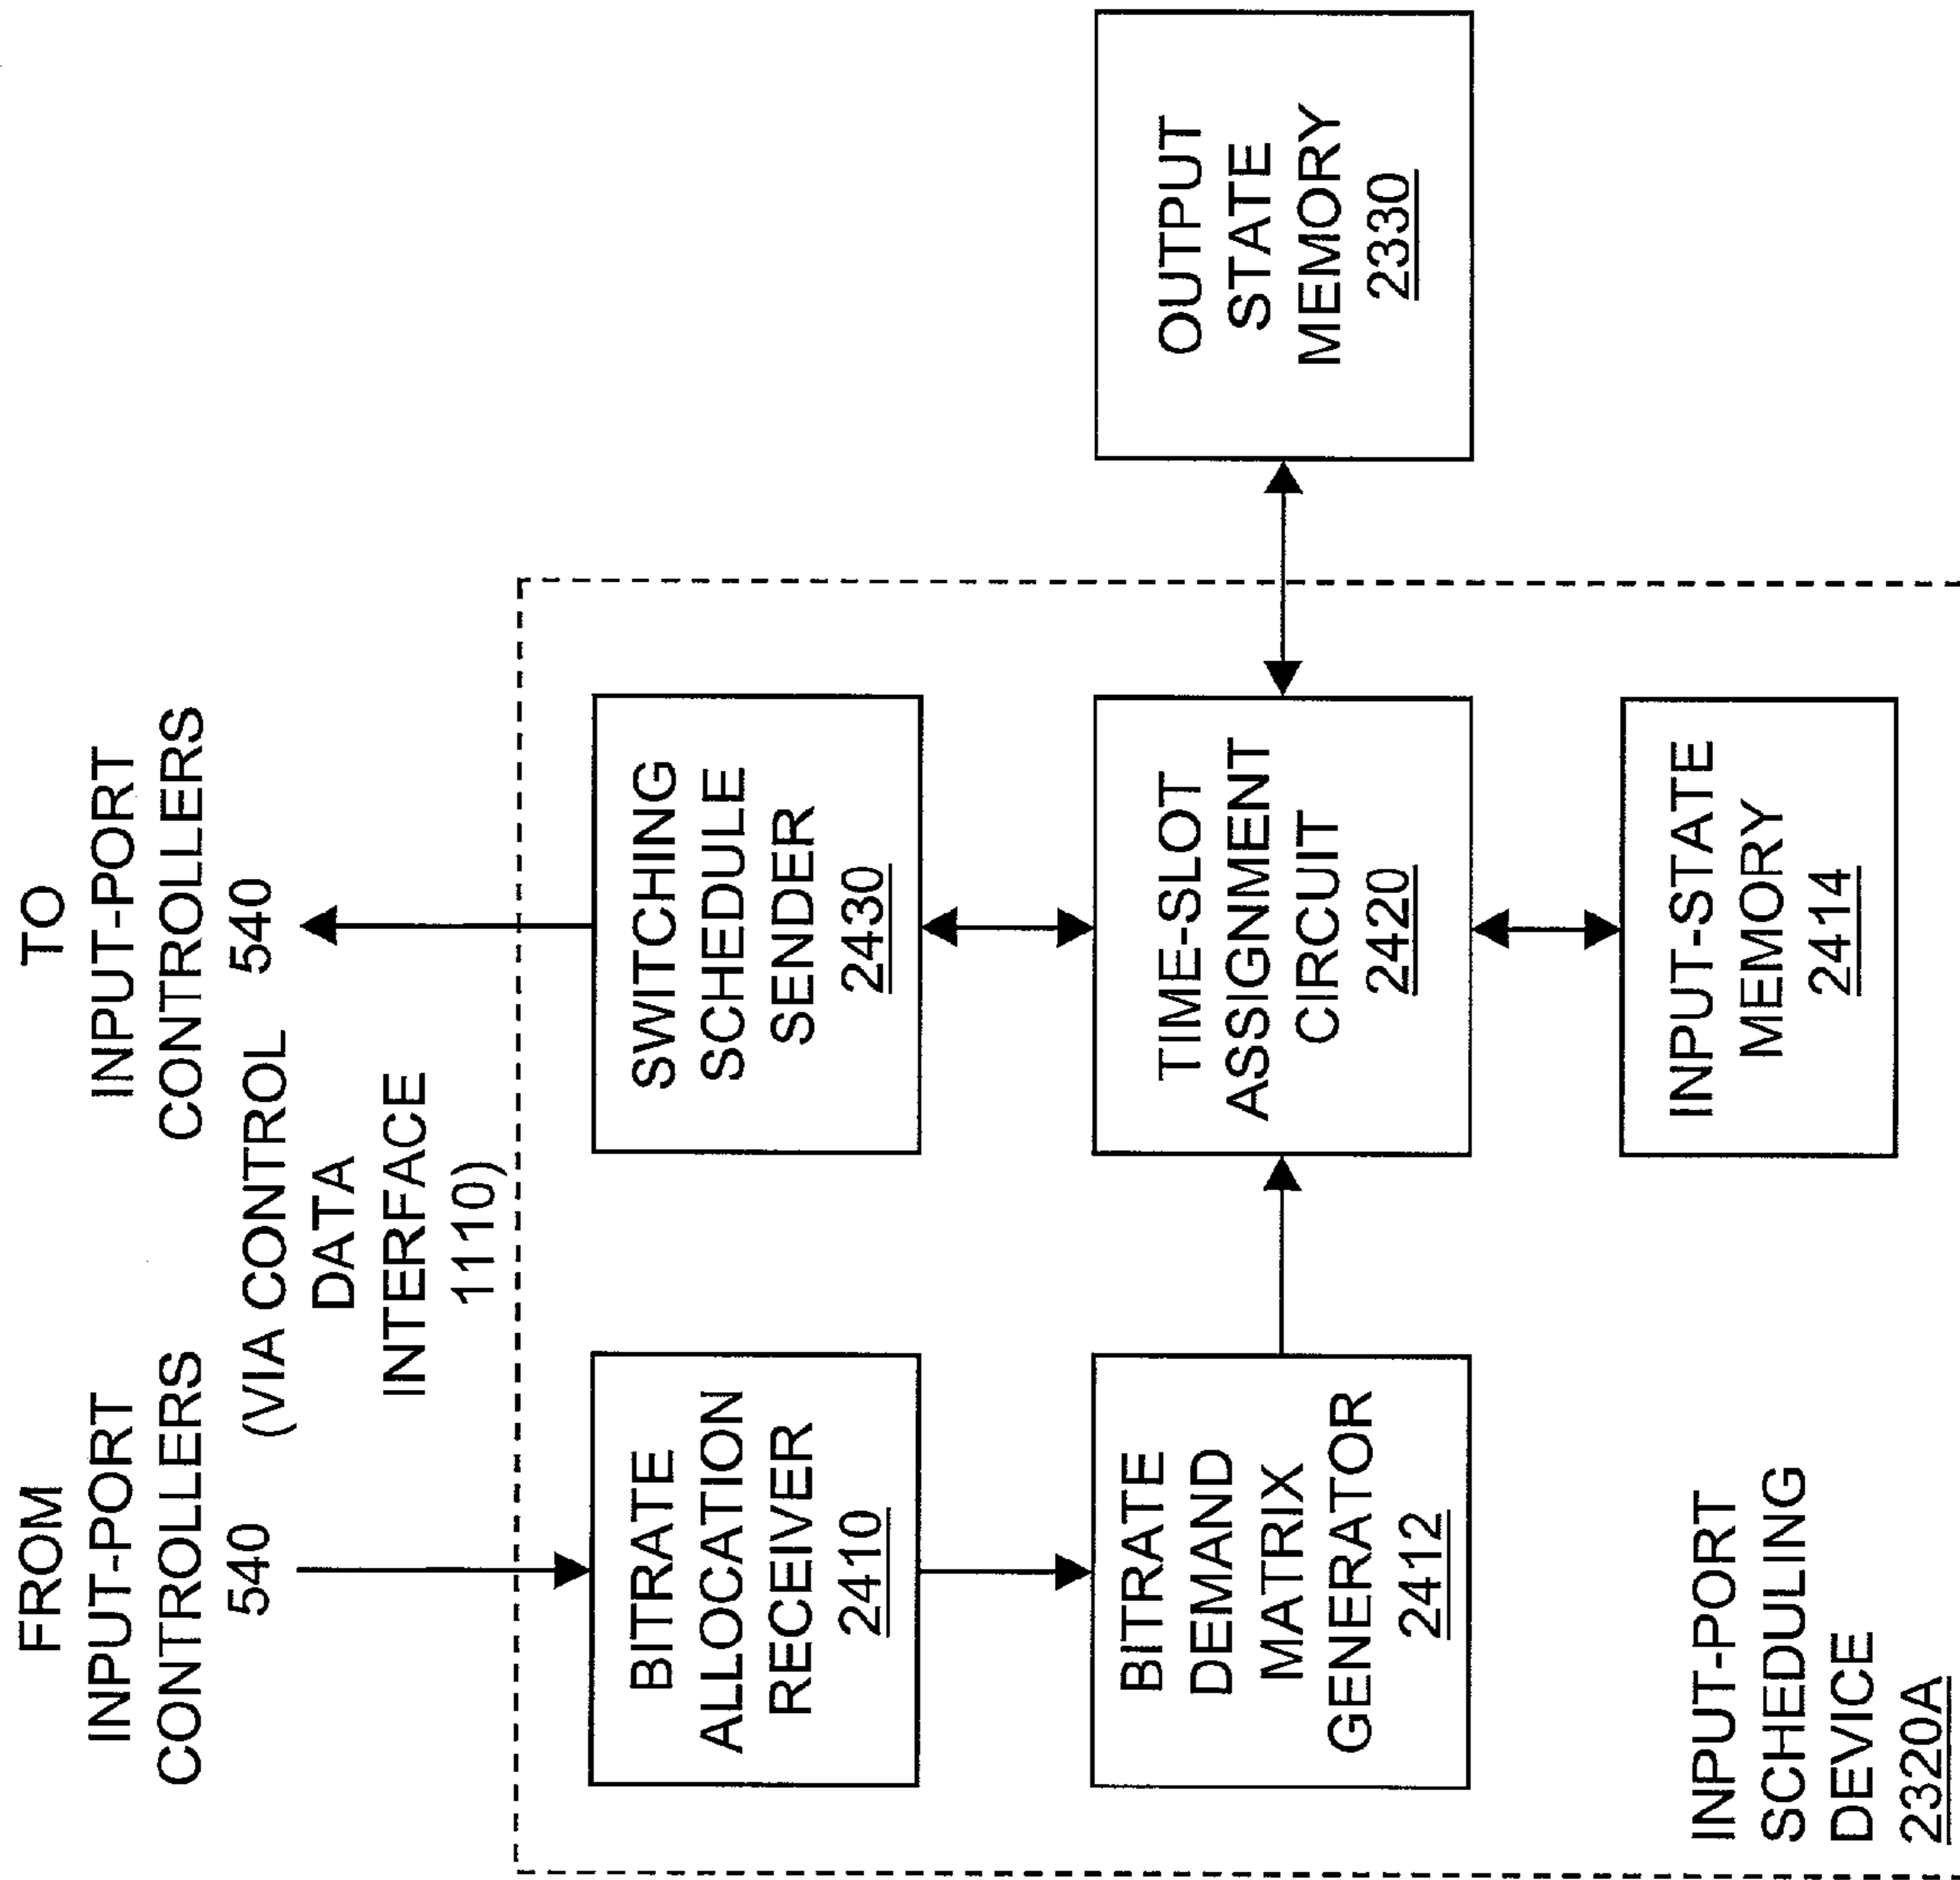 FROM
INPUT-PORT
CONTROLLERS
540
(VIA CONTROL
DATA
INTERFACE
1110)
TO
INPUT-PORT
CONTROLLERS
540
BITRATE
ALLOCATION
RECEIVER
2410
SWITCHING
SCHEDULE
SENDER
2430
BITRATE
DEMAND
MATRIX
GENERATOR
2412
TIME-SLOT
ASSIGNMENT
CIRCUIT
2420
OUTPUT
STATE
MEMORY
2330
INPUT-PORT
SCHEDULING
DEVICE
2320A
INPUT-STATE
MEMORY
2414